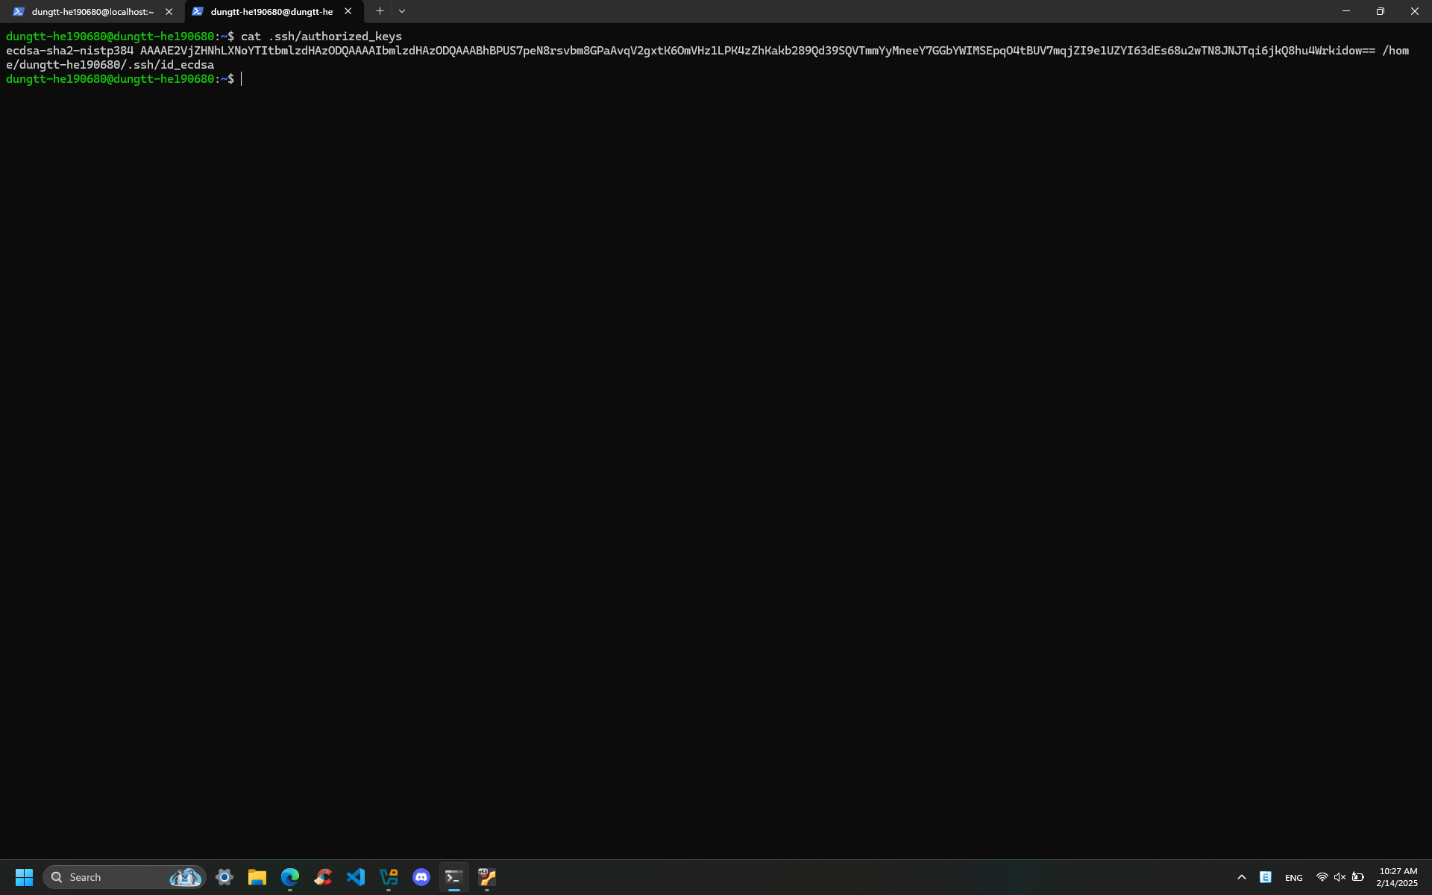 dungtt-he190680@localhost:~
dungtt-he190680@dungtt-he
dungtt-he190680@dungtt-he190680:~$ cat .ssh/authorized_keys
ecdsa-sha2-nistp384 AAAAE2VjZHNhLXNoYTItbmlzdHAzODQAAAAIbmlzdHAzODQAAABhBPUS7peN8rsvbm8GPaAvqV2gxtK6OmVHz1LPK4zZhKakb289Qd39SQVTmmYyMneeY7GGbYWIMSEpqO4tBUV7mqjZI9e1UZYI63dEs68u2wTN8JNJTqi6jkQ8hu4Wrkidow== /hom
e/dungtt-he190680/.ssh/id_ecdsa
dungtt-he190680@dungtt-he190680:~$
Search
E
ENG
10:27 AM
2/14/2025